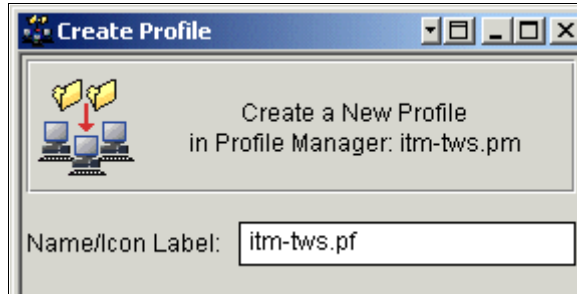 Create Profile
Create a New Profile
in Profile Manager: itm-tws.pm
Name/Icon Label: itm-tws.pf